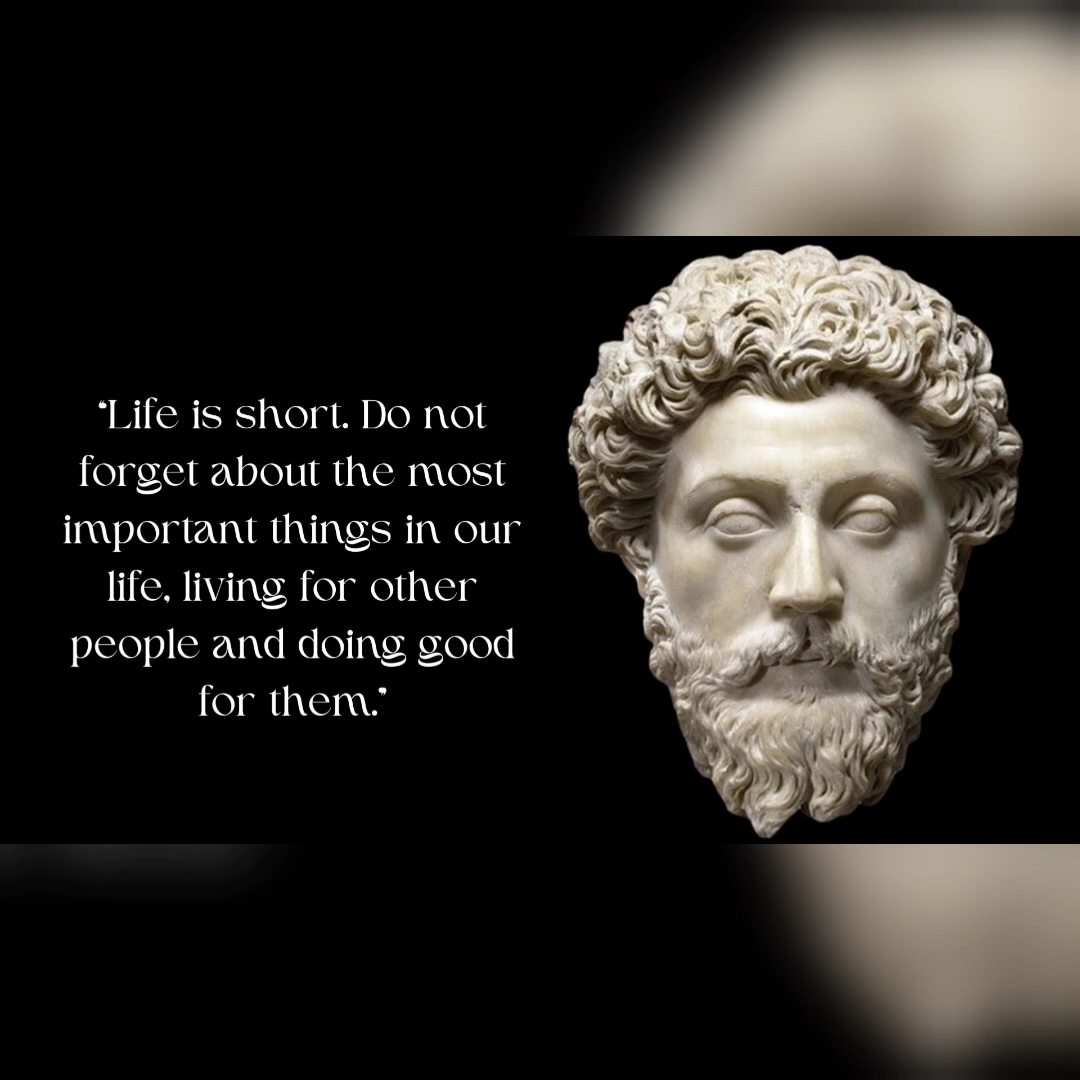 "Life is short. Do not
forget about the most
important things in our
life, living for other
people and doing good
for them."